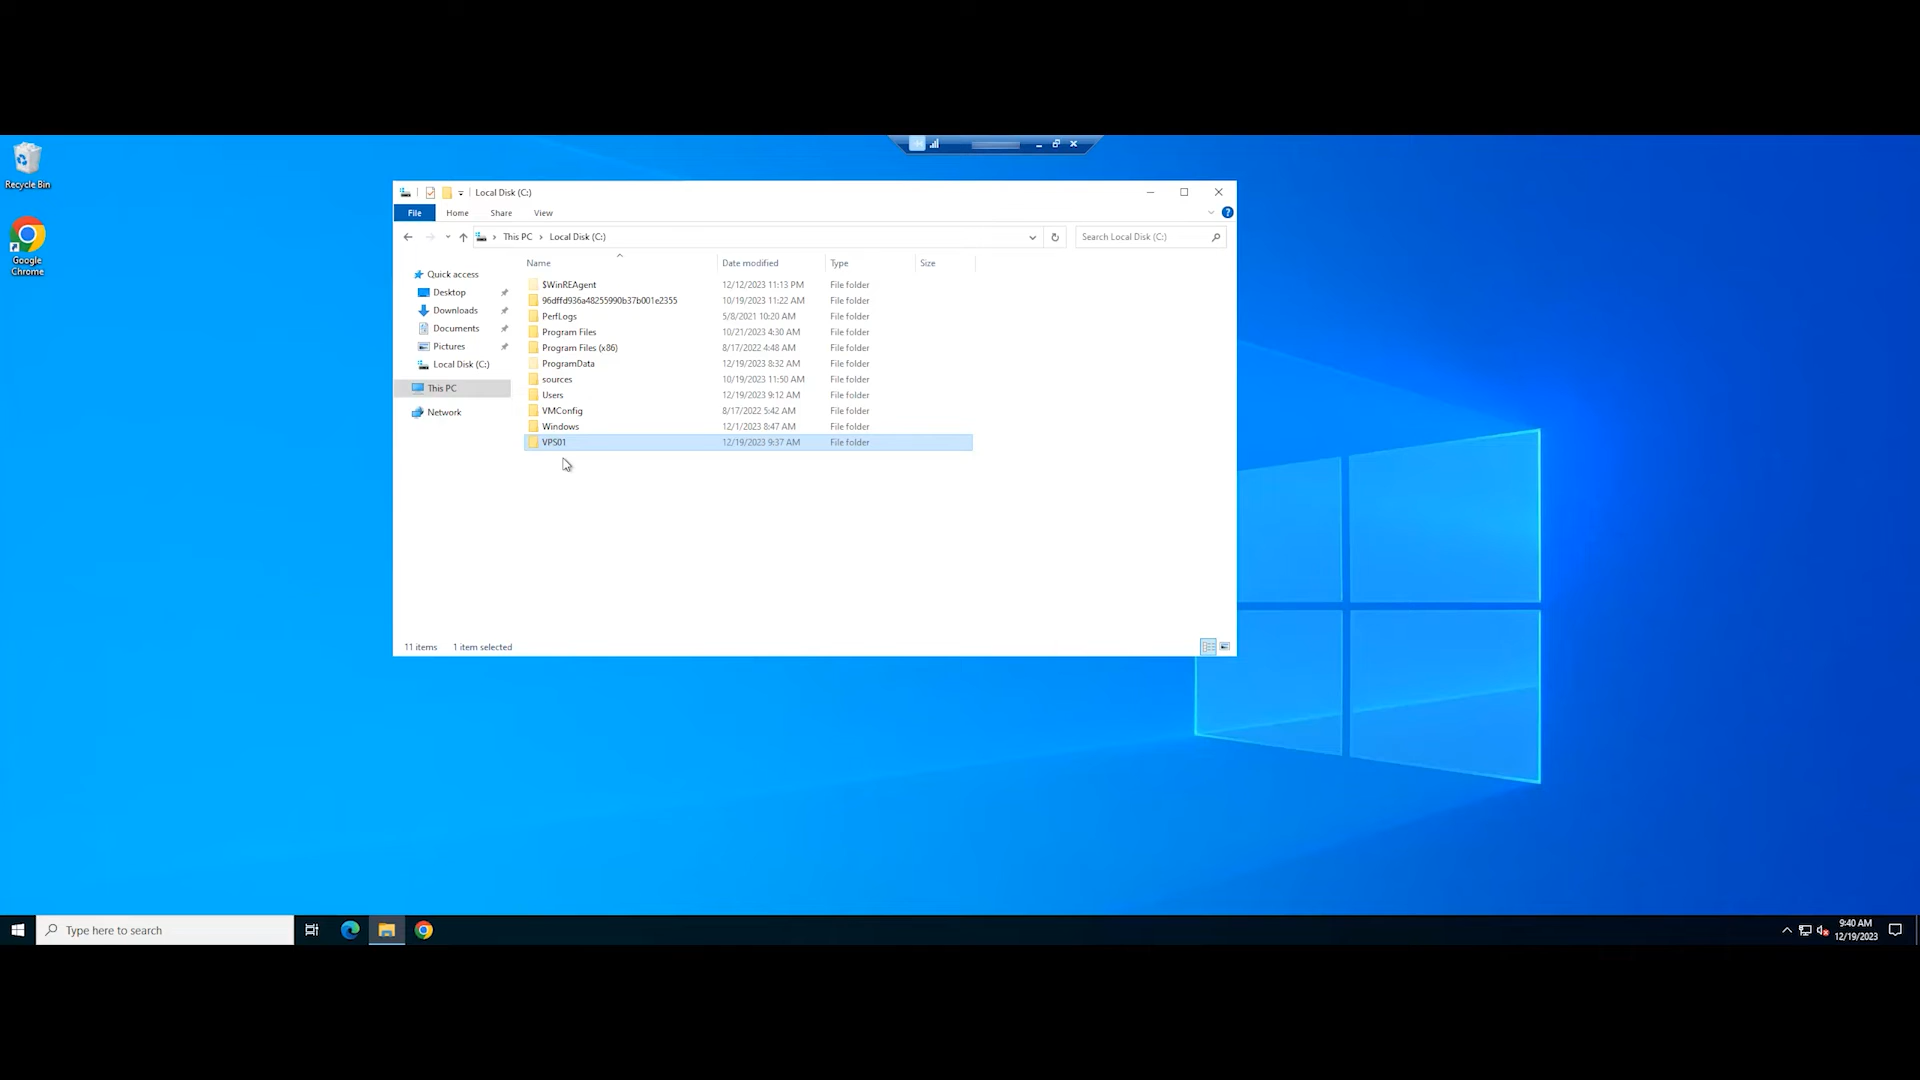 Recycle Bin
Google
Chrome
Local Disk (C:)
File Home Share View
This PC Local Disk (C:)
Search Local Disk (C:)
Quick access
Desktop
Downloads
Documents
Pictures
Local Disk (C:)
This PC
Network
Name Date modified Type Size
$WinREAgent 12/12/2023 11:13 PM File folder
96dffd936a48255990b37b001e2355 10/19/2023 11:22 AM File folder
PerfLogs 5/8/2021 10:20 AM File folder
Program Files 10/21/2023 4:30 AM File folder
Program Files (x86) 8/17/2022 4:48 AM File folder
ProgramData 12/19/2023 8:32 AM File folder
sources 10/19/2023 11:50 AM File folder
Users 12/19/2023 9:12 AM File folder
VMConfig 8/17/2022 5:42 AM File folder
Windows 12/1/2023 8:47 AM File folder
VPS01 12/19/2023 9:37 AM File folder
11 items 1 item selected
Type here to search
9:40 AM
12/19/2023